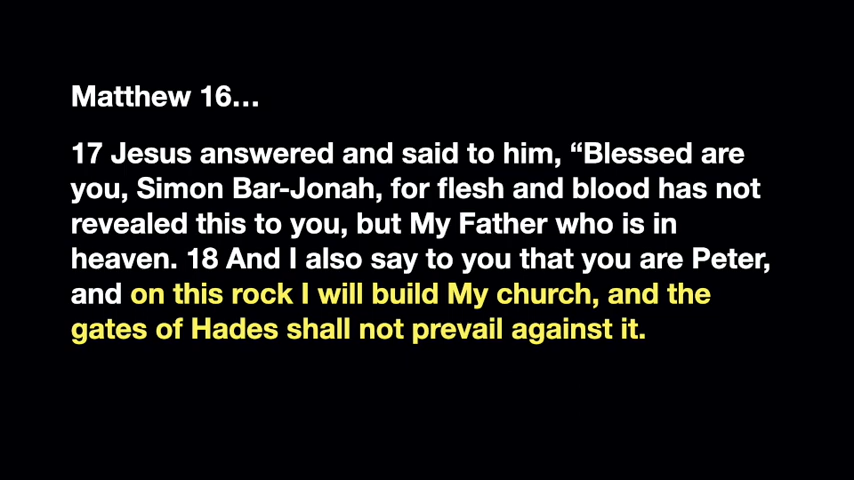 Matthew 16…
17 Jesus answered and said to him, “Blessed are
you, Simon Bar-Jonah, for flesh and blood has not
revealed this to you, but My Father who is in
heaven. 18 And I also say to you that you are Peter,
and on this rock I will build My church, and the
gates of Hades shall not prevail against it.